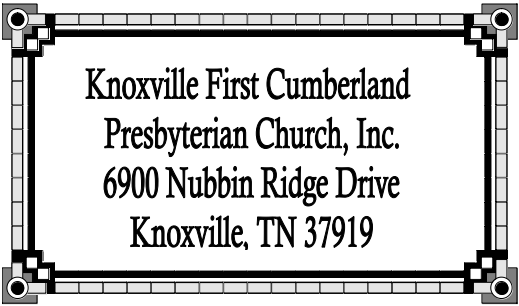 Knoxville First Cumberland
Presbyterian Church, Inc.
6900 Nubbin Ridge Drive
Knoxville, TN 37919